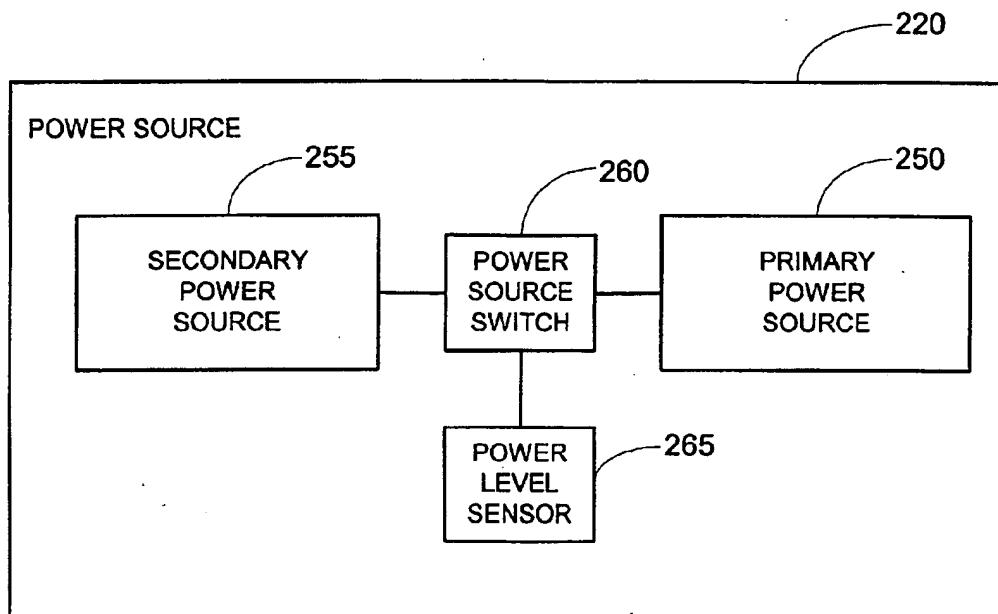 220
POWER SOURCE
255
260
250
SECONDARY
POWER
SOURCE
POWER
SOURCE
SWITCH
PRIMARY
POWER
SOURCE
POWER
LEVEL
SENSOR
265